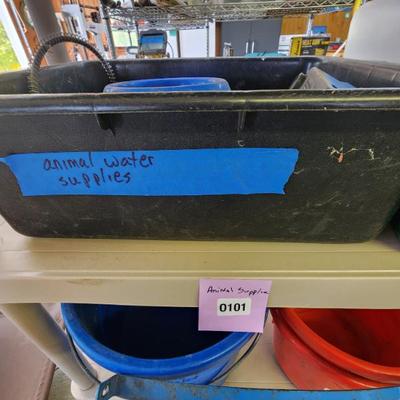 animal water
supplies
Animal Supplies
0101